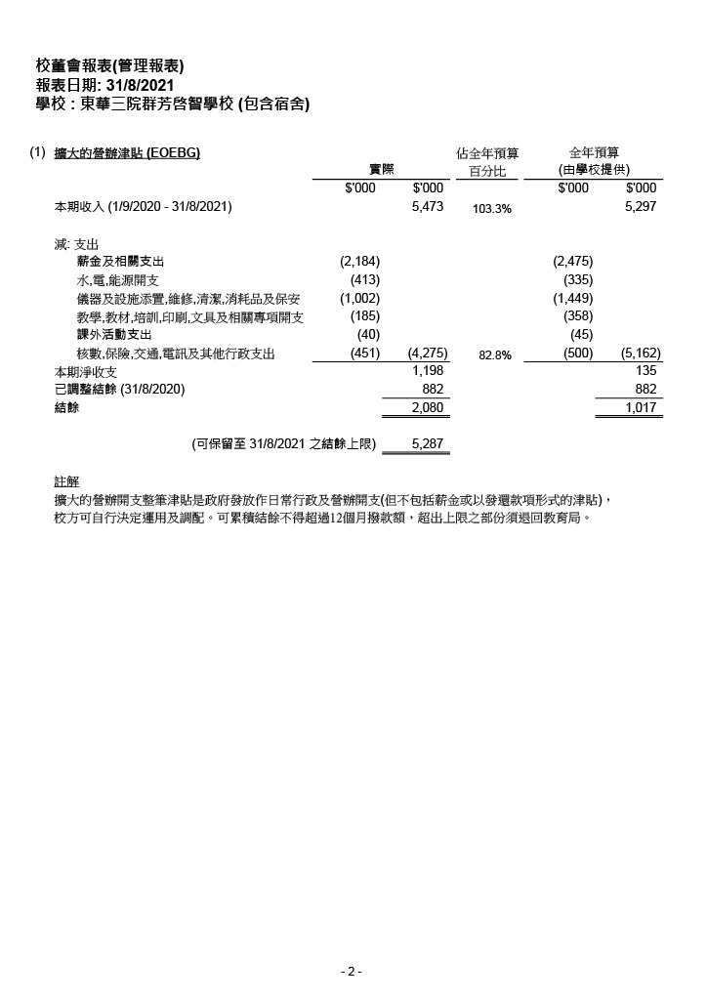 校董會報表(管理報表)
報表日期: 31/8/2021
學校 : 東華三院群芳啓智學校 (包含宿舍)
(1) 擴大的營辦津貼 (EOEBG) 佔全年預算 全年預算
實際 百分比 (由學校提供)
$'000 $'000 $'000 $'000
本期收入 (1/9/2020 - 31/8/2021) 5,473 103.3% 5,297
減: 支出
薪金及相關支出 (2,184) (2,475)
水,電,能源開支 (413) (335)
儀器及設施添置,維修,清潔,消耗品及保安 (1,002) (1,449)
教學,教材,培訓,印刷,文具及相關專項開支 (185) (358)
課外活動支出 (40) (45)
核數,保險,交通,電訊及其他行政支出 (451) (4,275) 82.8% (500) (5,162)
本期淨收支 1,198 135
已調整結餘 (31/8/2020) 882 882
結餘 2,080 1,017
(可保留至 31/8/2021 之結餘上限) 5,287
註解
擴大的營辦開支整筆津貼是政府發放作日常行政及營辦開支(但不包括薪金或以發還款項形式的津貼)，
校方可自行決定運用及調配。可累積結餘不得超過12個月撥款額，超出上限之部份須退回教育局。
- 2 -